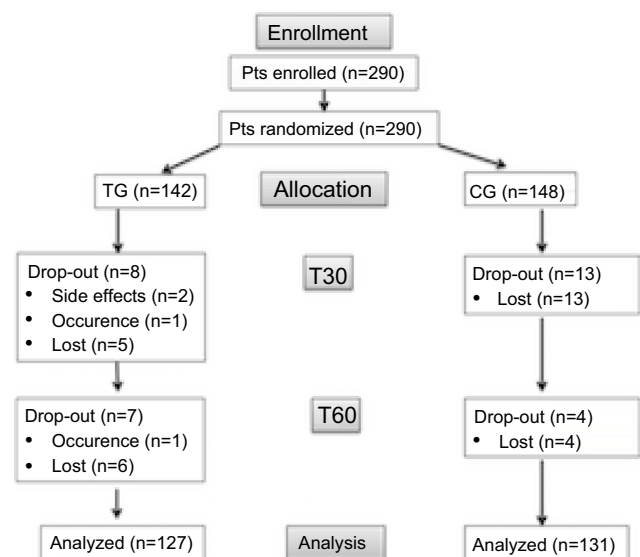 Enrollment
Pts enrolled (n=290)
Pts randomized (n=290)
TG (n=142)
Allocation
CG (n=148)
Drop-out (n=8)
• Side effects (n=2)
• Occurence (n=1)
• Lost (n=5)
T30
Drop-out (n=13)
• Lost (n=13)
Drop-out (n=7)
• Occurence (n=1)
• Lost (n=6)
T60
Drop-out (n=4)
• Lost (n=4)
Analyzed (n=127)
Analysis
Analyzed (n=131)